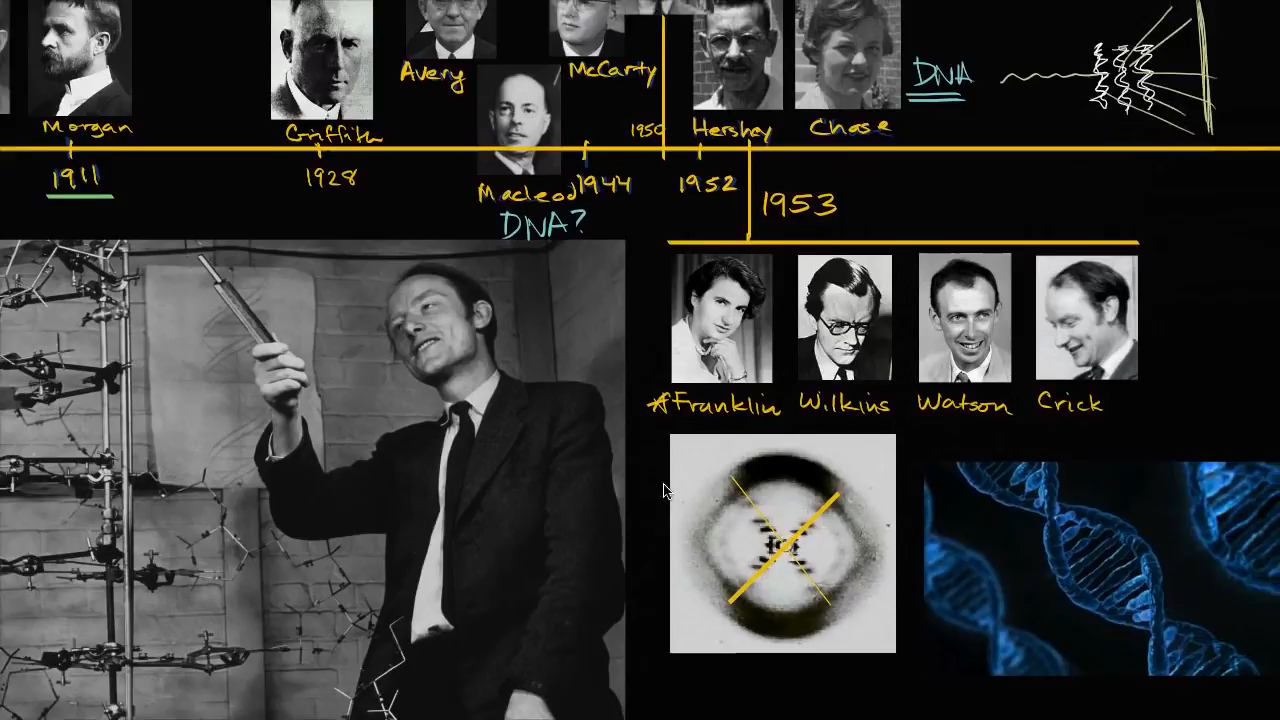 Avery
McCarty
DNA
Morgan
Griffith
1950
Hershey
Chase
1911
1928
Macleod
1944
1952
1953
DNA?
*Franklin
Wilkins
Watson
Crick